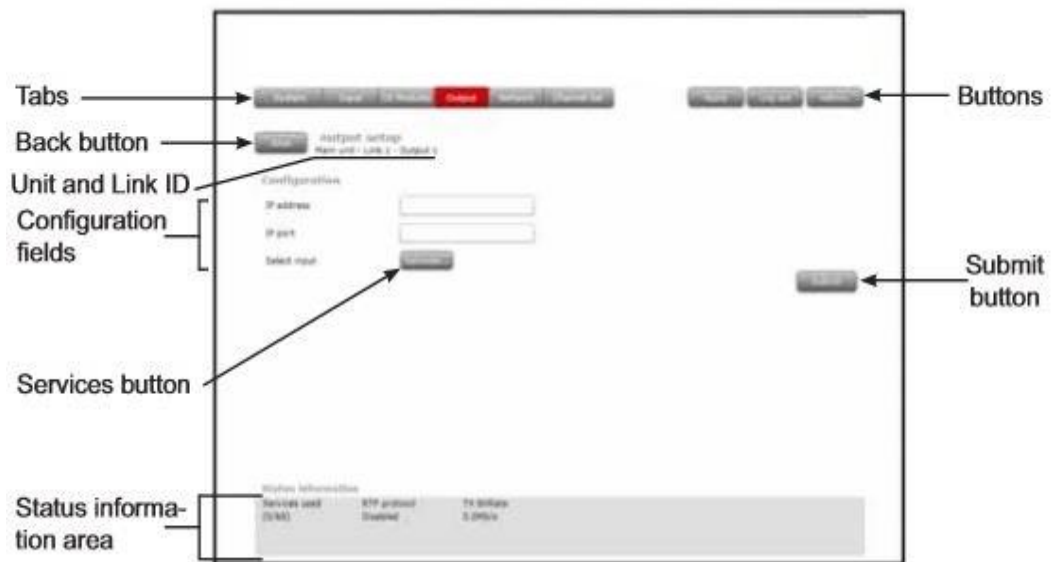 Tabs
Output
Buttons
Back button
Output setup
Main unit - Link 1 - Output 1
Unit and Link ID
Configuration
Configuration
fields
IP address
IP port
Select input
Submit
button
Services button
Status information
Status informa-
tion area
Services used RTP protocol TX BitRate
Disabled